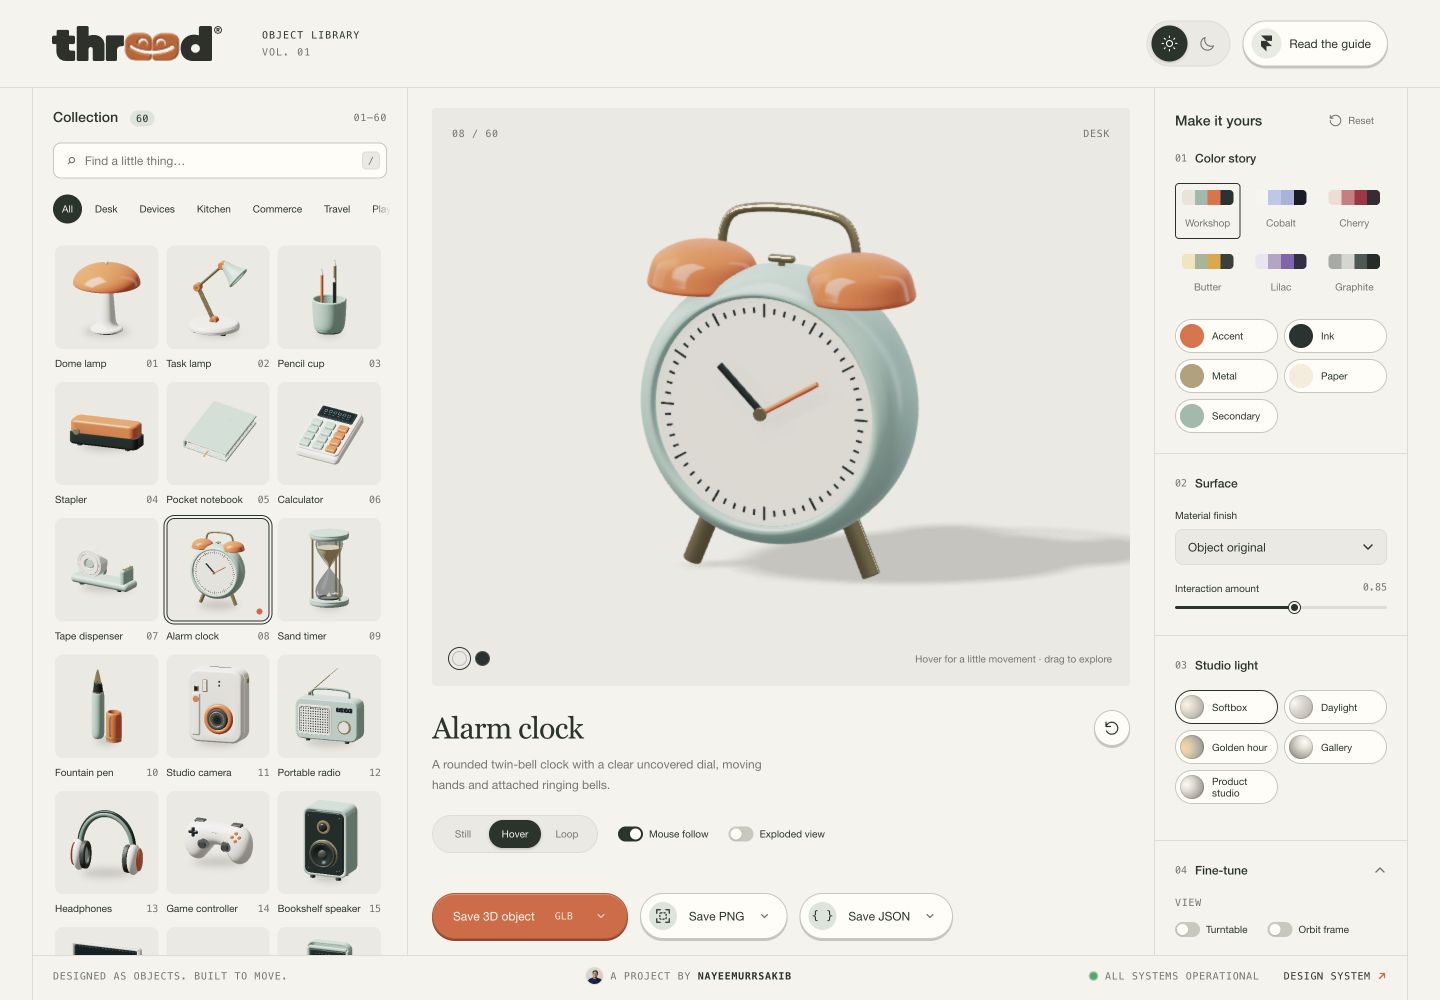 threed®
OBJECT LIBRARY
VOL. 01
Read the guide
Collection 60 01—60
Find a little thing... /
All Desk Devices Kitchen Commerce Travel Play
Dome lamp 01 Task lamp 02 Pencil cup 03
Stapler 04 Pocket notebook 05 Calculator 06
Tape dispenser 07 Alarm clock 08 Sand timer 09
Fountain pen 10 Studio camera 11 Portable radio 12
Headphones 13 Game controller 14 Bookshelf speaker 15
08 / 60 DESK
Hover for a little movement · drag to explore
Alarm clock
A rounded twin-bell clock with a clear uncovered dial, moving
hands and attached ringing bells.
Still Hover Loop Mouse follow Exploded view
Save 3D object GLB Save PNG { } Save JSON
Make it yours Reset
01 Color story
Workshop Cobalt Cherry
Butter Lilac Graphite
Accent Ink
Metal Paper
Secondary
02 Surface
Material finish
Object original
Interaction amount 0.85
03 Studio light
Softbox Daylight
Golden hour Gallery
Product
studio
04 Fine-tune
VIEW
Turntable Orbit frame
DESIGNED AS OBJECTS. BUILT TO MOVE. A PROJECT BY NAYEEMURRSAKIB ALL SYSTEMS OPERATIONAL DESIGN SYSTEM